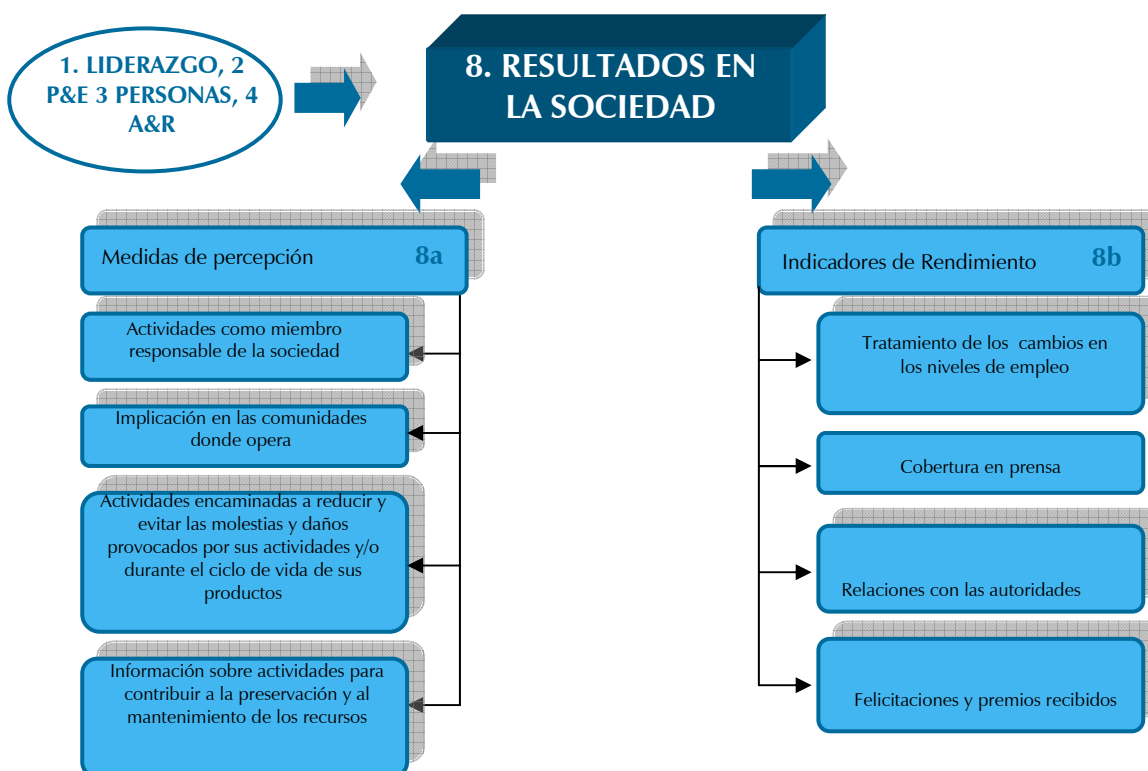 1. LIDERAZGO, 2
P&E 3 PERSONAS, 4
A&R
8. RESULTADOS EN
LA SOCIEDAD
Medidas de percepción 8a
Actividades como miembro
responsable de la sociedad
Implicación en las comunidades
donde opera
Actividades encaminadas a reducir y
evitar las molestias y daños
provocados por sus actividades y/o
durante el ciclo de vida de sus
productos
Información sobre actividades para
contribuir a la preservación y al
mantenimiento de los recursos
Indicadores de Rendimiento 8b
Tratamiento de los cambios en
los niveles de empleo
Cobertura en prensa
Relaciones con las autoridades
Felicitaciones y premios recibidos